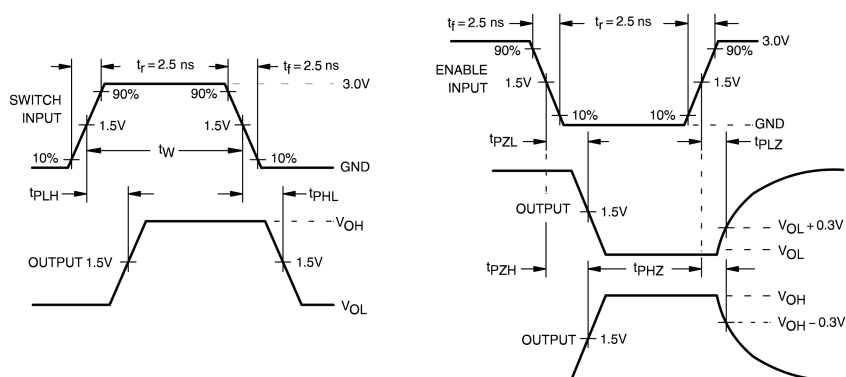 tr = 2.5 ns
tf = 2.5 ns
3.0V
SWITCH
INPUT
90%
90%
1.5V
1.5V
tW
10%
10%
GND
tPLH
tPHL
VOH
OUTPUT 1.5V
1.5V
VOL
tf = 2.5 ns
tr = 2.5 ns
3.0V
90%
90%
ENABLE
INPUT
1.5V
1.5V
10%
10%
GND
tPZL
tPLZ
OUTPUT
1.5V
VOL + 0.3V
VOL
tPZH
tPHZ
VOH
VOH − 0.3V
OUTPUT
1.5V